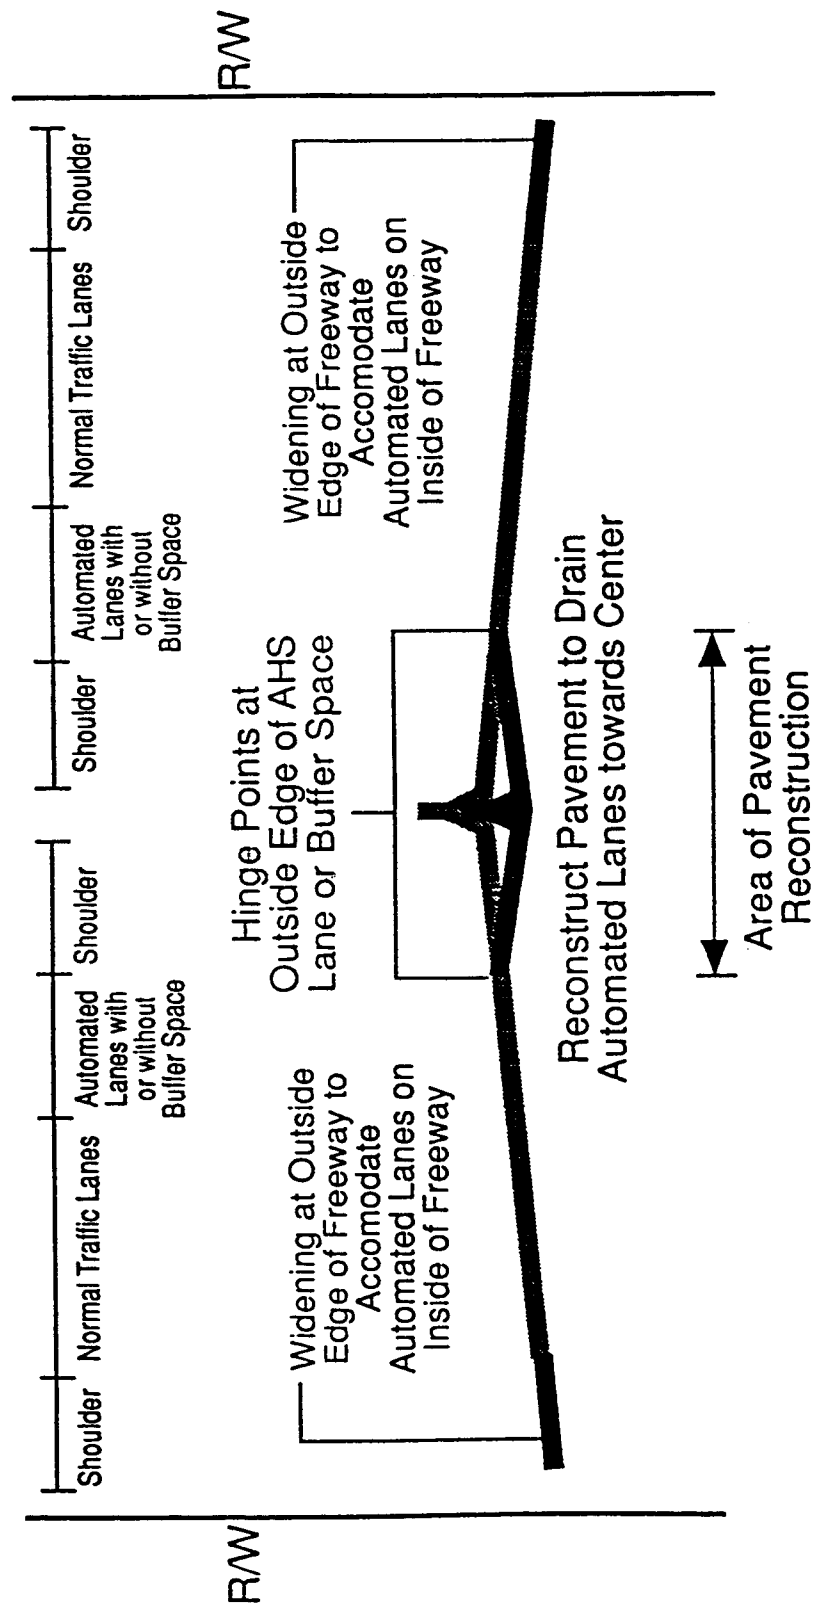 R/W
R/W
Shoulder
Normal Traffic Lanes
Automated
Lanes with
or without
Buffer Space
Shoulder
Shoulder
Automated
Lanes with
or without
Buffer Space
Normal Traffic Lanes
Shoulder
Widening at Outside
Edge of Freeway to
Accomodate
Automated Lanes on
Inside of Freeway
Hinge Points at
Outside Edge of AHS
Lane or Buffer Space
Widening at Outside
Edge of Freeway to
Accomodate
Automated Lanes on
Inside of Freeway
Reconstruct Pavement to Drain
Automated Lanes towards Center
Area of Pavement
Reconstruction